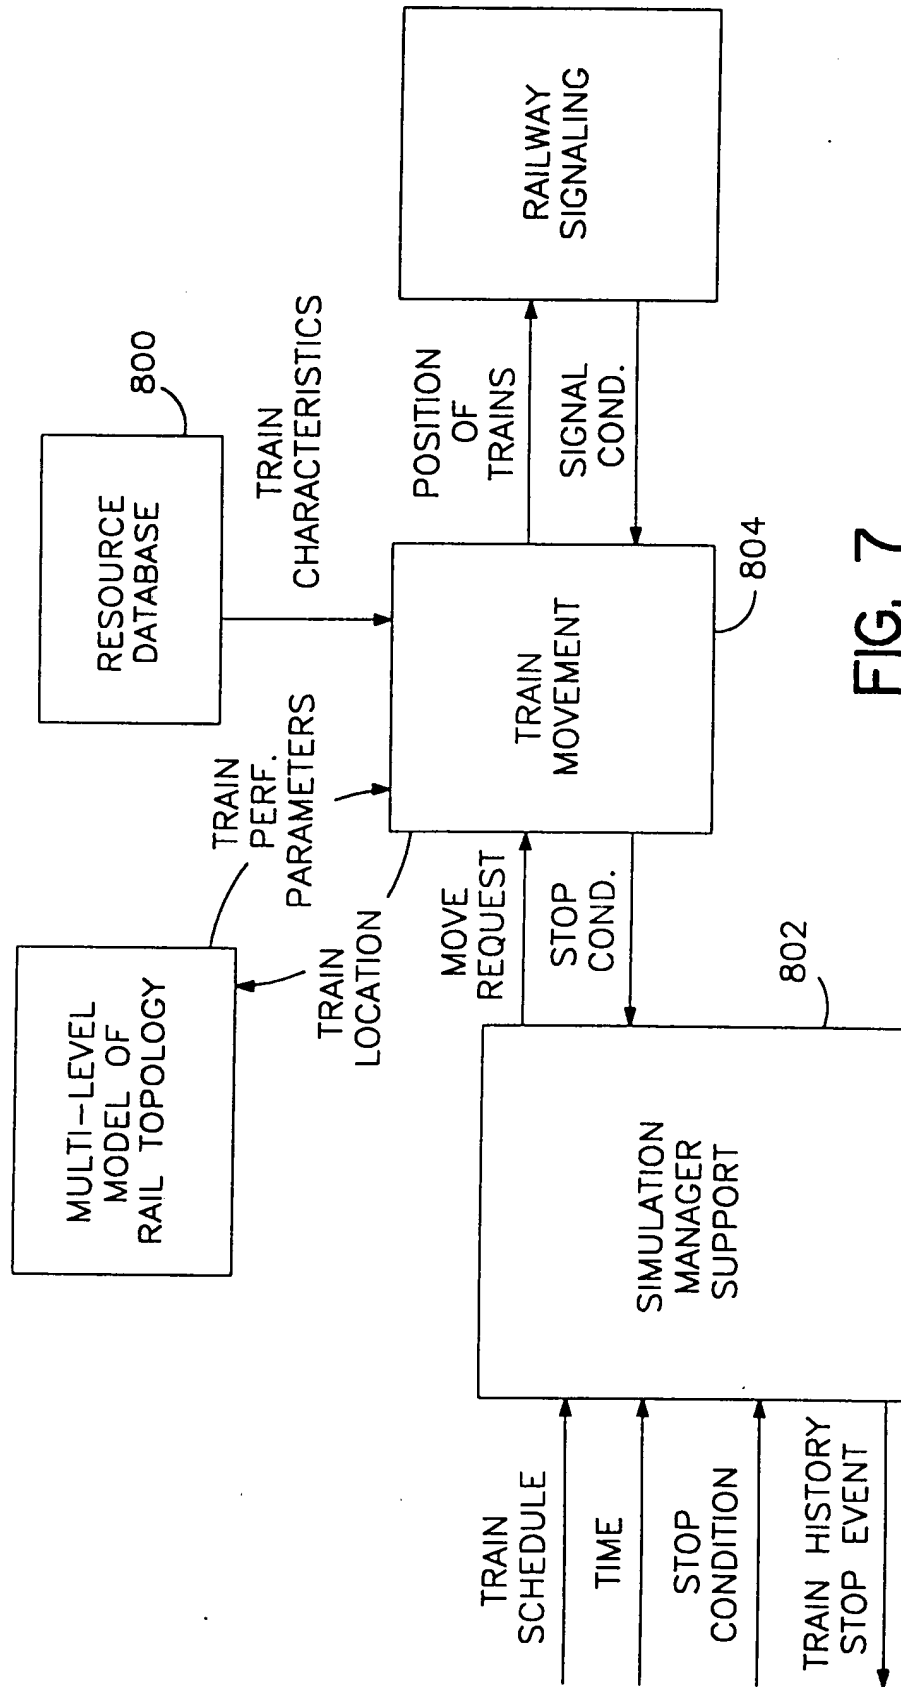 MULTI-LEVEL
MODEL OF
RAIL TOPOLOGY
RESOURCE
DATABASE
800
TRAIN
PERF.
PARAMETERS
TRAIN
CHARACTERISTICS
TRAIN
LOCATION
TRAIN
SCHEDULE
TIME
STOP
CONDITION
TRAIN HISTORY
STOP EVENT
SIMULATION
MANAGER
SUPPORT
802
MOVE
REQUEST
STOP
COND.
TRAIN
MOVEMENT
804
POSITION
OF
TRAINS
SIGNAL
COND.
RAILWAY
SIGNALING
FIG. 7